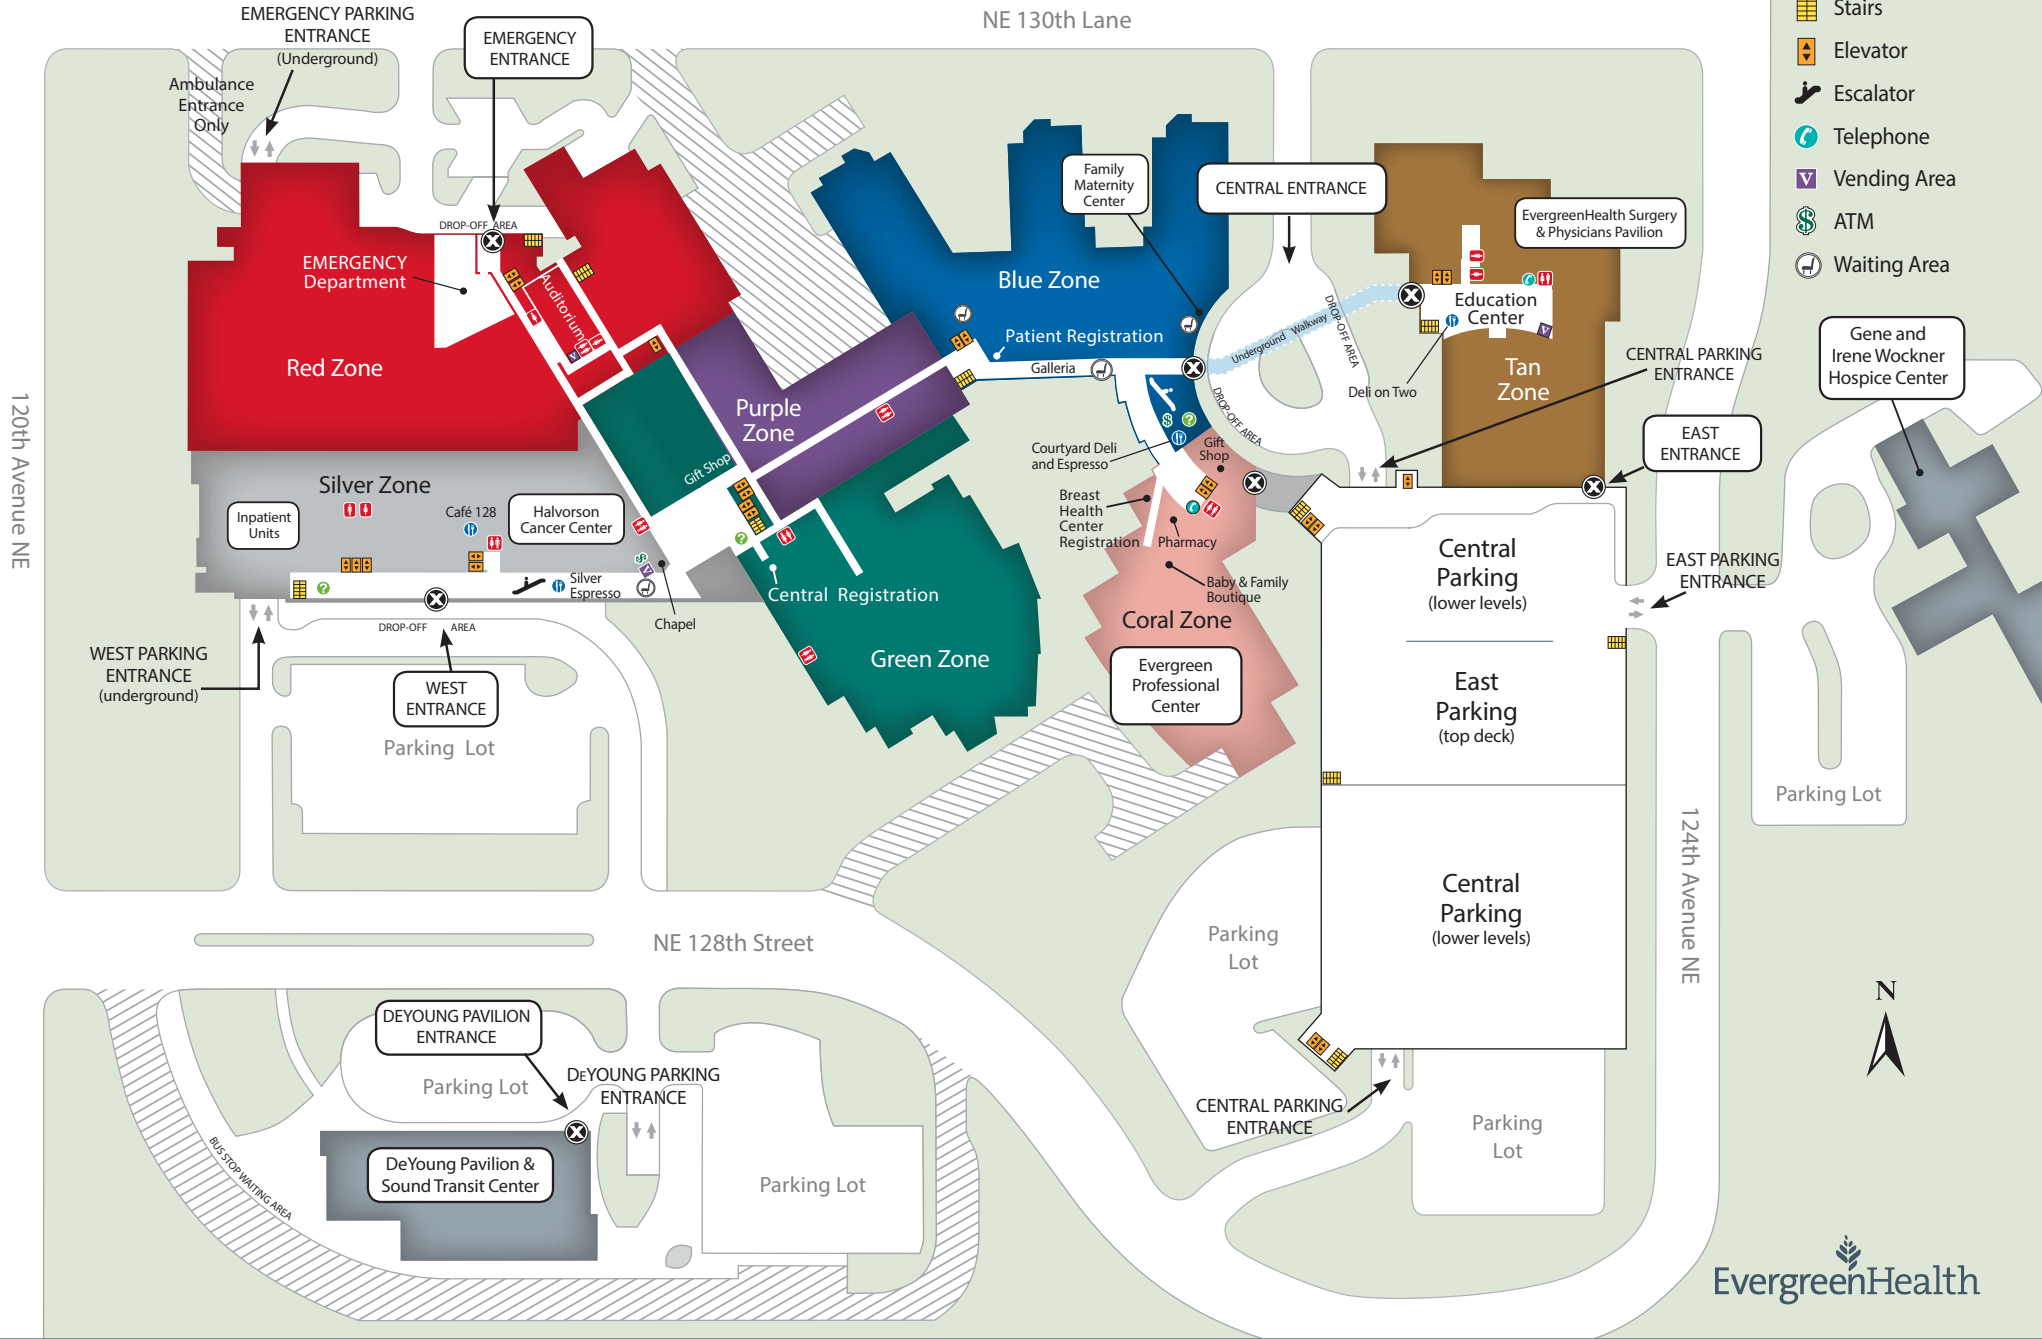 EMERGENCY PARKING
ENTRANCE
(Underground)
EMERGENCY
ENTRANCE
NE 130th Lane
Stairs
Elevator
Escalator
Telephone
V
Vending Area
$
ATM
Waiting Area
Ambulance
Entrance
Only
DROP-OFF AREA
EMERGENCY
Department
Auditorium
V
Red Zone
Family
Maternity
Center
CENTRAL ENTRANCE
Blue Zone
Patient Registration
Galleria
Underground Walkway
DROP-OFF AREA
DROP-OFF AREA
EvergreenHealth Surgery
& Physicians Pavilion
Education
Center
V
Deli on Two
Tan
Zone
CENTRAL PARKING
ENTRANCE
EAST
ENTRANCE
Gene and
Irene Wockner
Hospice Center
120th Avenue NE
Purple
Zone
Gift Shop
Silver Zone
Inpatient
Units
Café 128
Halvorson
Cancer Center
Silver
Espresso
$
V
?
?
Chapel
Central Registration
Green Zone
$
?
Courtyard Deli
and Espresso
Gift
Shop
Breast
Health
Center
Registration
Pharmacy
Baby & Family
Boutique
Coral Zone
Evergreen
Professional
Center
Central
Parking
(lower levels)
East
Parking
(top deck)
Central
Parking
(lower levels)
EAST PARKING
ENTRANCE
WEST PARKING
ENTRANCE
(underground)
DROP-OFF AREA
WEST
ENTRANCE
Parking Lot
Parking Lot
124th Avenue NE
NE 128th Street
Parking
Lot
N
DEYOUNG PAVILION
ENTRANCE
Parking Lot
DEYOUNG PARKING
ENTRANCE
CENTRAL PARKING
ENTRANCE
Parking
Lot
BUS STOP WAITING AREA
DeYoung Pavilion &
Sound Transit Center
Parking Lot
EvergreenHealth